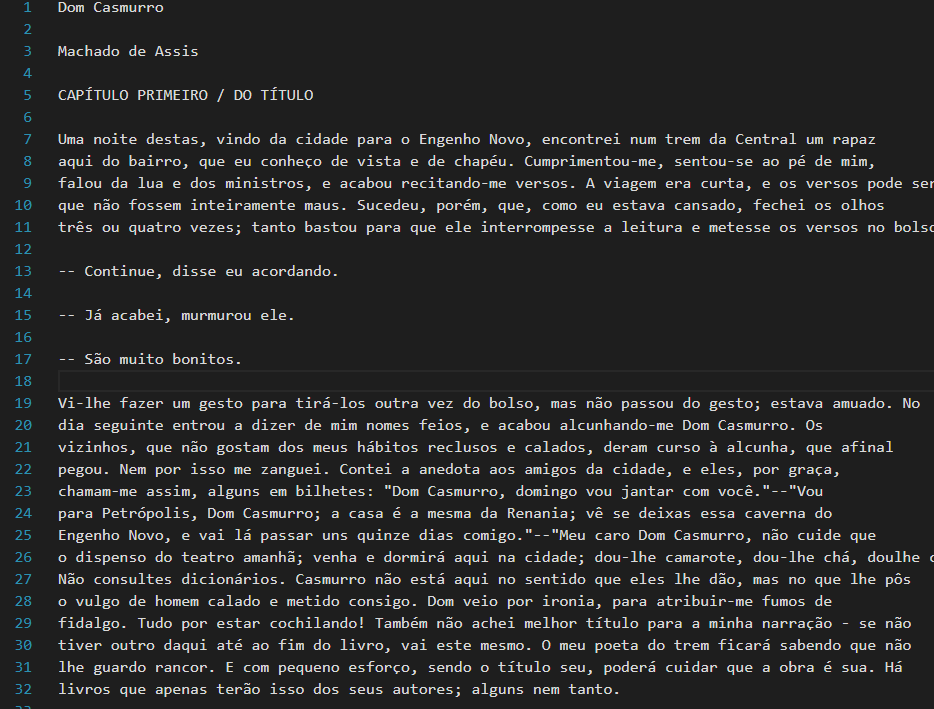 1 Dom Casmurro
2
3 Machado de Assis
4
5 CAPÍTULO PRIMEIRO / DO TÍTULO
6
7 Uma noite destas, vindo da cidade para o Engenho Novo, encontrei num trem da Central um rapaz
8 aqui do bairro, que eu conheço de vista e de chapéu. Cumprimentou-me, sentou-se ao pé de mim,
9 falou da lua e dos ministros, e acabou recitando-me versos. A viagem era curta, e os versos pode ser
10 que não fossem inteiramente maus. Sucedeu, porém, que, como eu estava cansado, fechei os olhos
11 três ou quatro vezes; tanto bastou para que ele interrompesse a leitura e metesse os versos no bolso
12
13 -- Continue, disse eu acordando.
14
15 -- Já acabei, murmurou ele.
16
17 -- São muito bonitos.
18
19 Vi-lhe fazer um gesto para tirá-los outra vez do bolso, mas não passou do gesto; estava amuado. No
20 dia seguinte entrou a dizer de mim nomes feios, e acabou alcunhando-me Dom Casmurro. Os
21 vizinhos, que não gostam dos meus hábitos reclusos e calados, deram curso à alcunha, que afinal
22 pegou. Nem por isso me zanguei. Contei a anedota aos amigos da cidade, e eles, por graça,
23 chamam-me assim, alguns em bilhetes: "Dom Casmurro, domingo vou jantar com você."--"Vou
24 para Petrópolis, Dom Casmurro; a casa é a mesma da Renania; vê se deixas essa caverna do
25 Engenho Novo, e vai lá passar uns quinze dias comigo."--"Meu caro Dom Casmurro, não cuide que
26 o dispenso do teatro amanhã; venha e dormirá aqui na cidade; dou-lhe camarote, dou-lhe chá, doulhe
27 Não consultes dicionários. Casmurro não está aqui no sentido que eles lhe dão, mas no que lhe pôs
28 o vulgo de homem calado e metido consigo. Dom veio por ironia, para atribuir-me fumos de
29 fidalgo. Tudo por estar cochilando! Também não achei melhor título para a minha narração - se não
30 tiver outro daqui até ao fim do livro, vai este mesmo. O meu poeta do trem ficará sabendo que não
31 lhe guardo rancor. E com pequeno esforço, sendo o título seu, poderá cuidar que a obra é sua. Há
32 livros que apenas terão isso dos seus autores; alguns nem tanto.